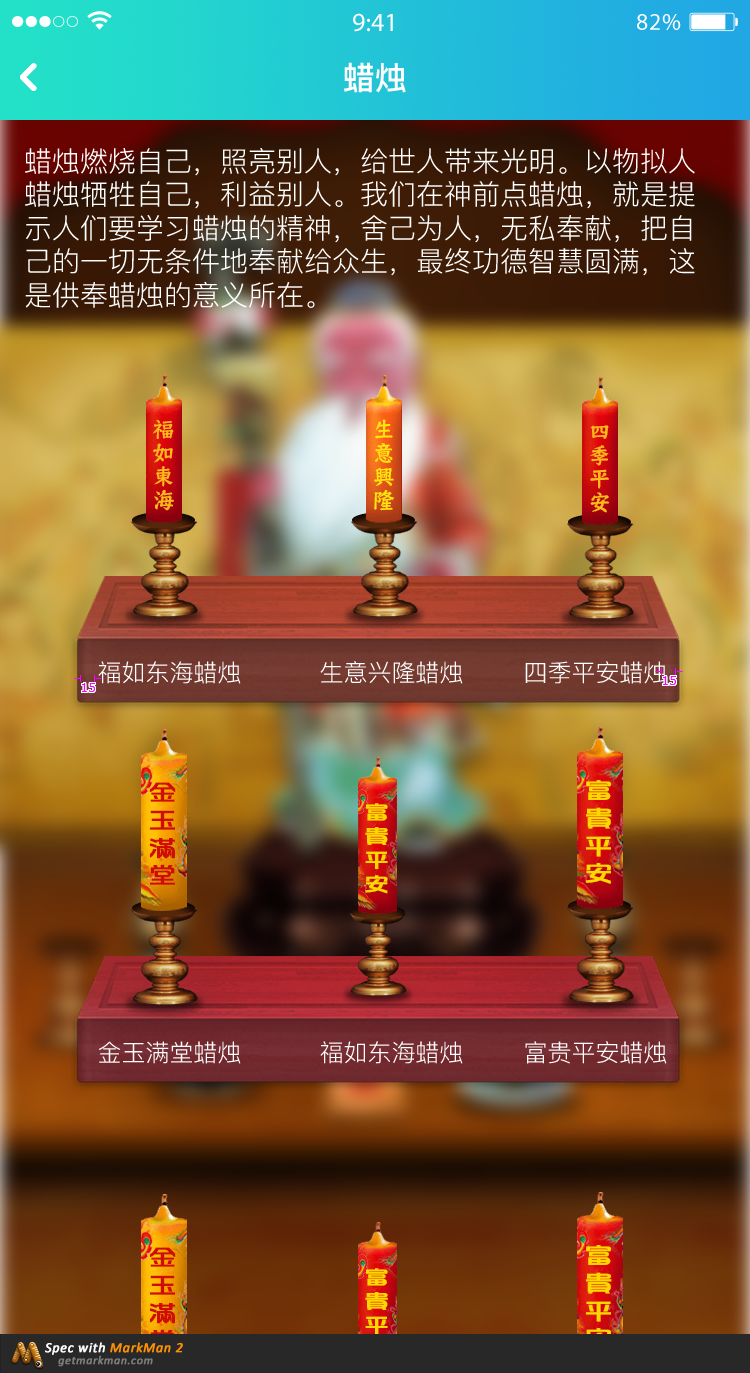 9:41
82%
蜡烛
蜡烛燃烧自己，照亮别人，给世人带来光明。以物拟人
蜡烛牺牲自己，利益别人。我们在神前点蜡烛，就是提
示人们要学习蜡烛的精神，舍己为人，无私奉献，把自
己的一切无条件地奉献给众生，最终功德智慧圆满，这
是供奉蜡烛的意义所在。
福如東海
生意興隆
四季平安
15
福如东海蜡烛
生意兴隆蜡烛
四季平安蜡烛
15
金玉滿堂
富貴平安
富貴平安
金玉满堂蜡烛
福如东海蜡烛
富贵平安蜡烛
金玉滿
富貴平
富貴平
Spec with MarkMan 2
getmarkman.com